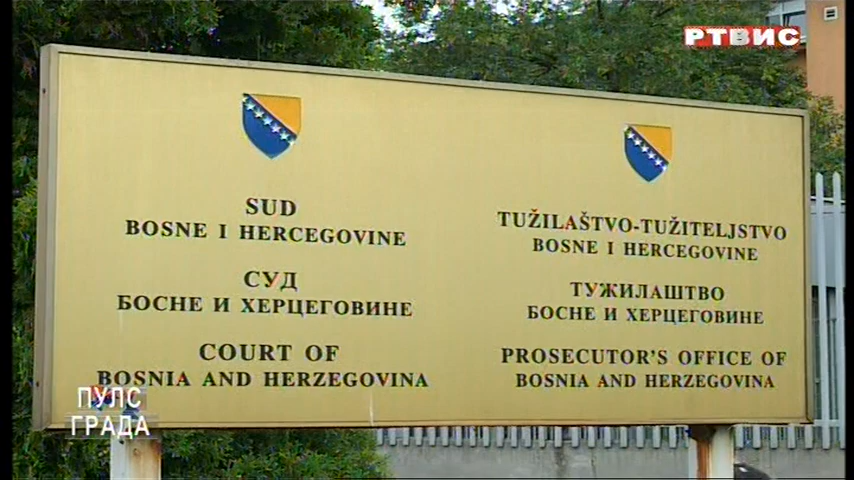 РТВИС
SUD
BOSNE I HERCEGOVINE
СУД
БОСНЕ И ХЕРЦЕГОВИНЕ
COURT OF
BOSNIA AND HERZEGOVINA
TUŽILAŠTVO-TUŽITELJSTVO
BOSNE I HERCEGOVINE
ТУЖИЛАШТВО
БОСНЕ И ХЕРЦЕГОВИНЕ
PROSECUTOR'S OFFICE OF
BOSNIA AND HERZEGOVINA
ПУЛС
ГРАДА